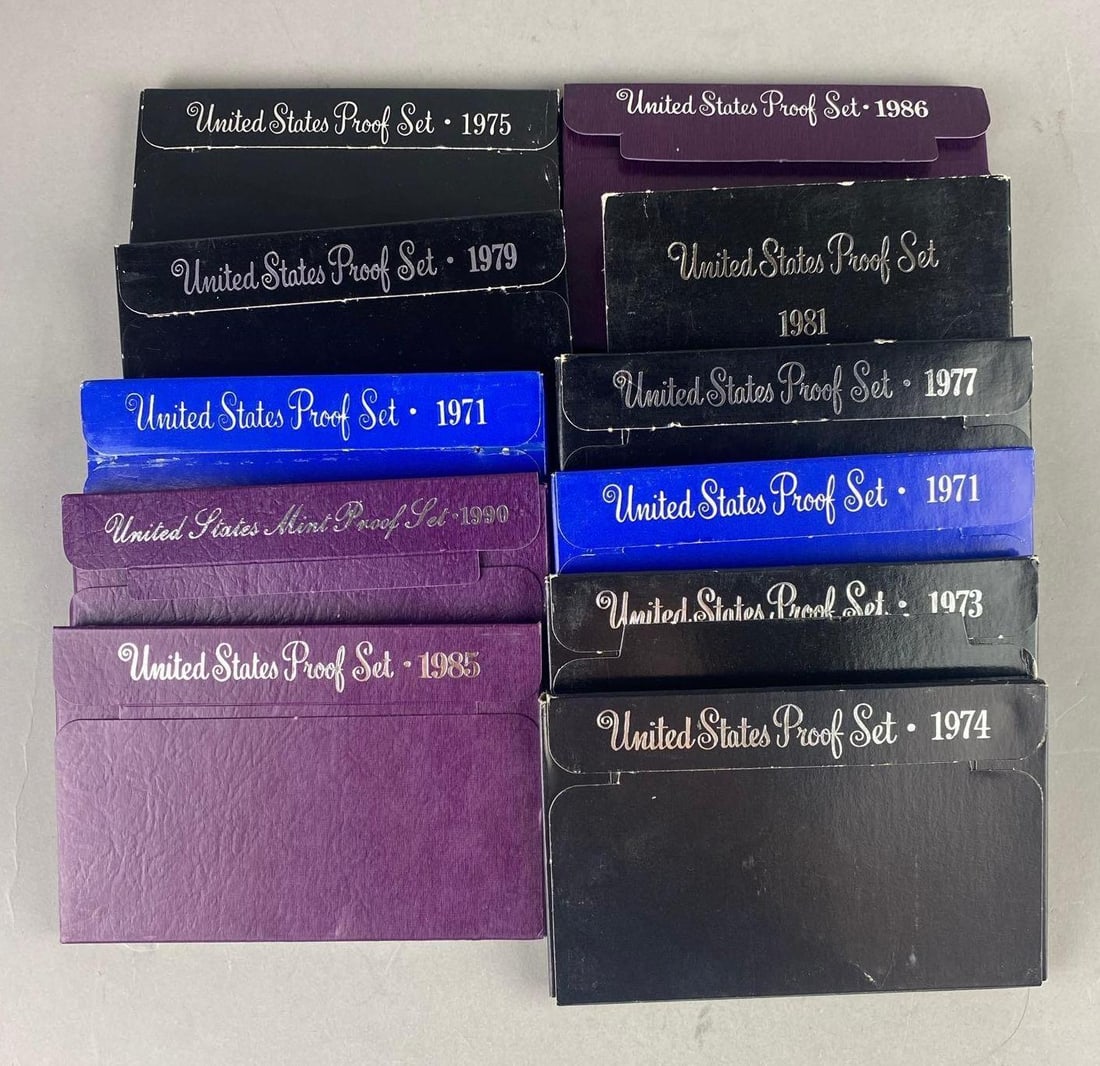 United States Proof Set • 1975
United States Proof Set • 1979
United States Proof Set • 1971
United States Mint Proof Set • 1990
United States Proof Set • 1985
United States Proof Set • 1986
United States Proof Set
1981
United States Proof Set • 1977
United States Proof Set • 1971
United States Proof Set • 1973
United States Proof Set • 1974